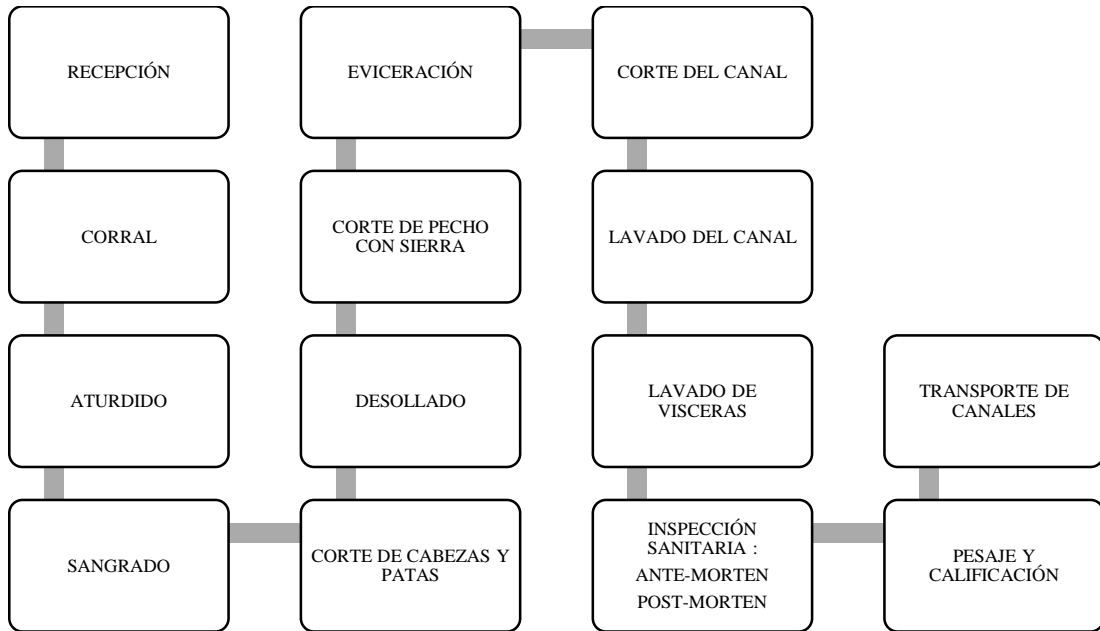 RECEPCIÓN
CORRAL
ATURDIDO
SANGRADO
CORTE DE CABEZAS Y
PATAS
DESOLLADO
CORTE DE PECHO
CON SIERRA
EVICERACIÓN
CORTE DEL CANAL
LAVADO DEL CANAL
LAVADO DE
VISCERAS
INSPECCIÓN
SANITARIA :
ANTE-MORTEN
POST-MORTEN
PESAJE Y
CALIFICACIÓN
TRANSPORTE DE
CANALES